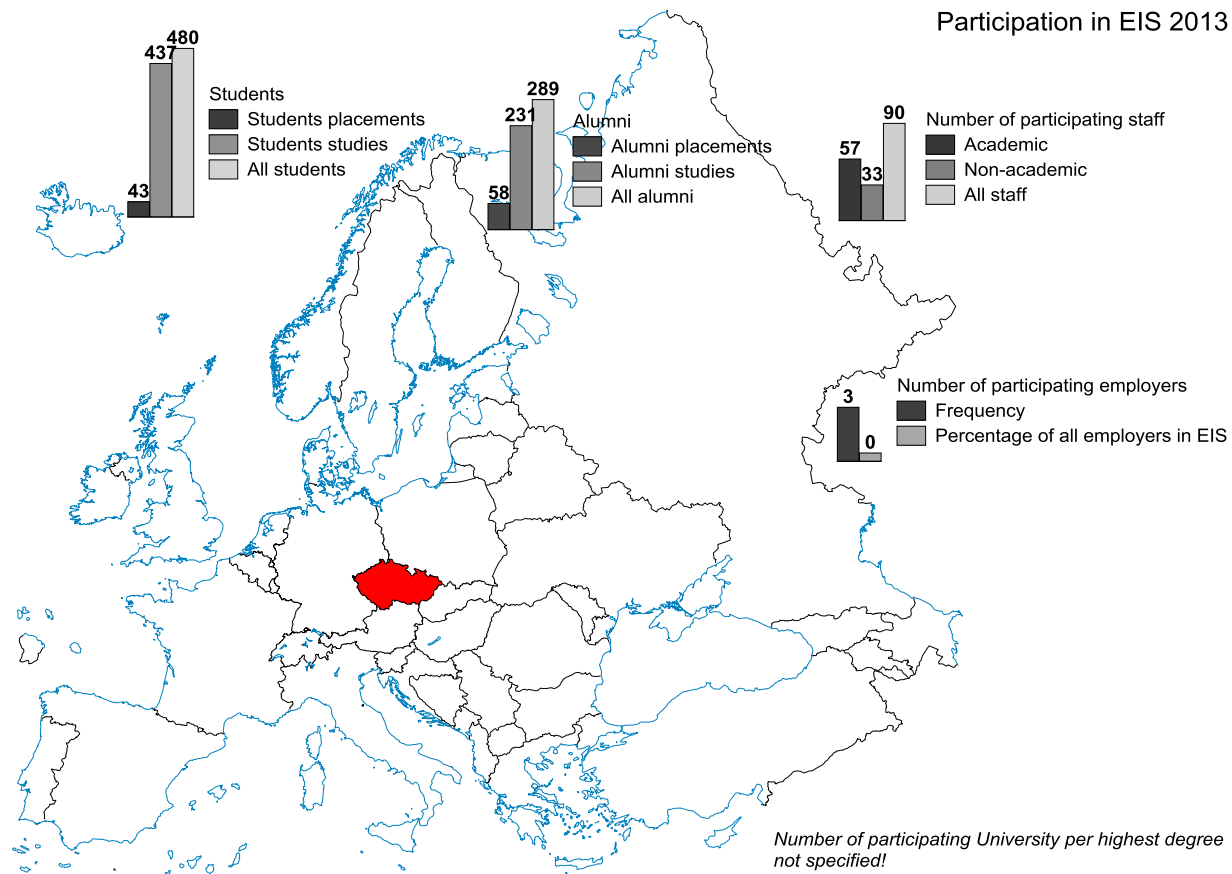 Participation in EIS 2013
480
437
43
Students
Students placements
Students studies
All students
289
231
58
Alumni
Alumni placements
Alumni studies
All alumni
90
57
33
Number of participating staff
Academic
Non-academic
All staff
3
0
Number of participating employers
Frequency
Percentage of all employers in EIS
Number of participating University per highest degree
not specified!